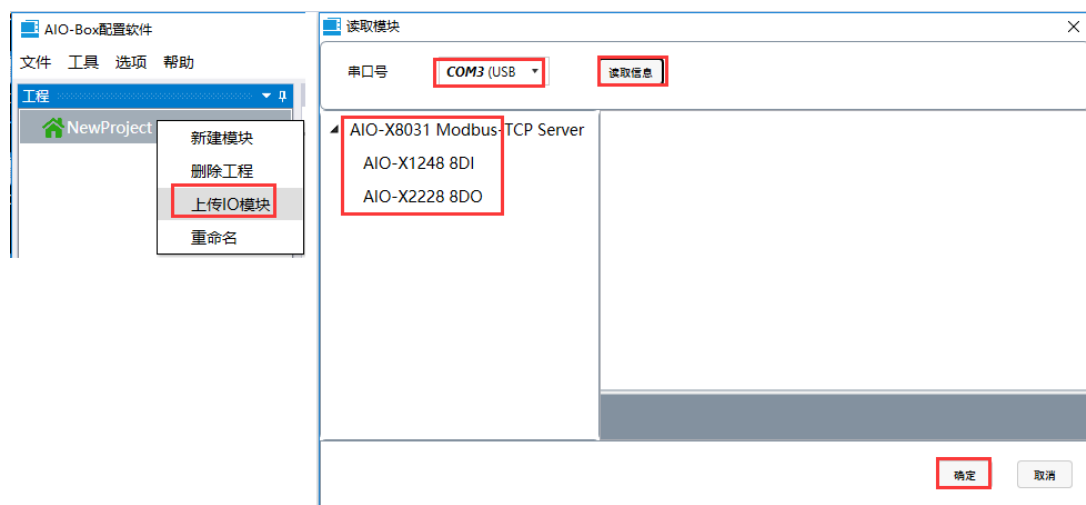 AIO-Box配置软件
文件 工具 选项 帮助
工程
NewProject
新建模块
删除工程
上传IO模块
重命名
读取模块
串口号 COM3 (USB 读取信息
AIO-X8031 Modbus-TCP Server
AIO-X1248 8DI
AIO-X2228 8DO
确定 取消